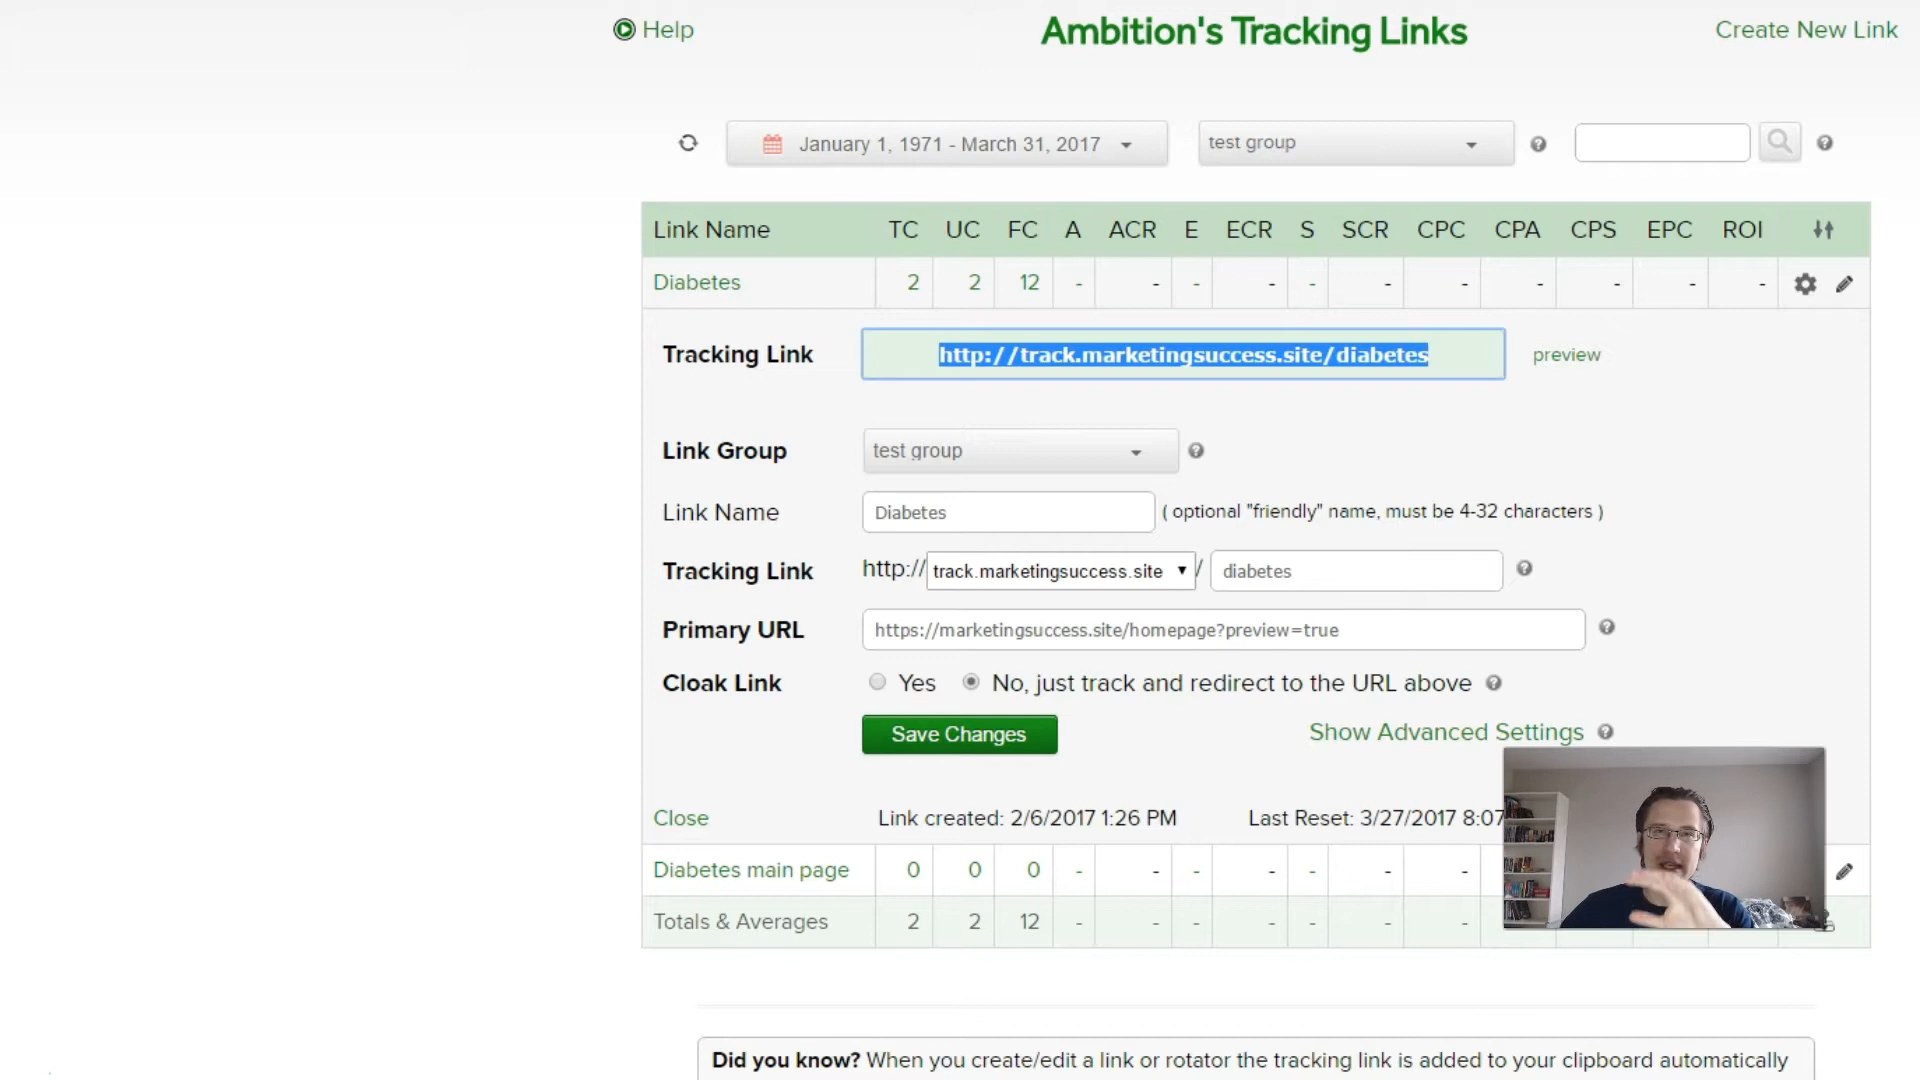 Help
Ambition's Tracking Links
Create New Link
January 1, 1971 - March 31, 2017
test group
Link Name TC UC FC A ACR E ECR S SCR CPC CPA CPS EPC ROI
Diabetes 2 2 12 - - - - - - - - - - -
Tracking Link http://track.marketingsuccess.site/diabetes preview
Link Group test group
Link Name Diabetes ( optional "friendly" name, must be 4-32 characters )
Tracking Link http:// track.marketingsuccess.site / diabetes
Primary URL https://marketingsuccess.site/homepage?preview=true
Cloak Link Yes No, just track and redirect to the URL above
Save Changes Show Advanced Settings
Close Link created: 2/6/2017 1:26 PM Last Reset: 3/27/2017 8:07
Diabetes main page 0 0 0 - - - - - - -
Totals & Averages 2 2 12 - - - - - - -
Did you know? When you create/edit a link or rotator the tracking link is added to your clipboard automatically